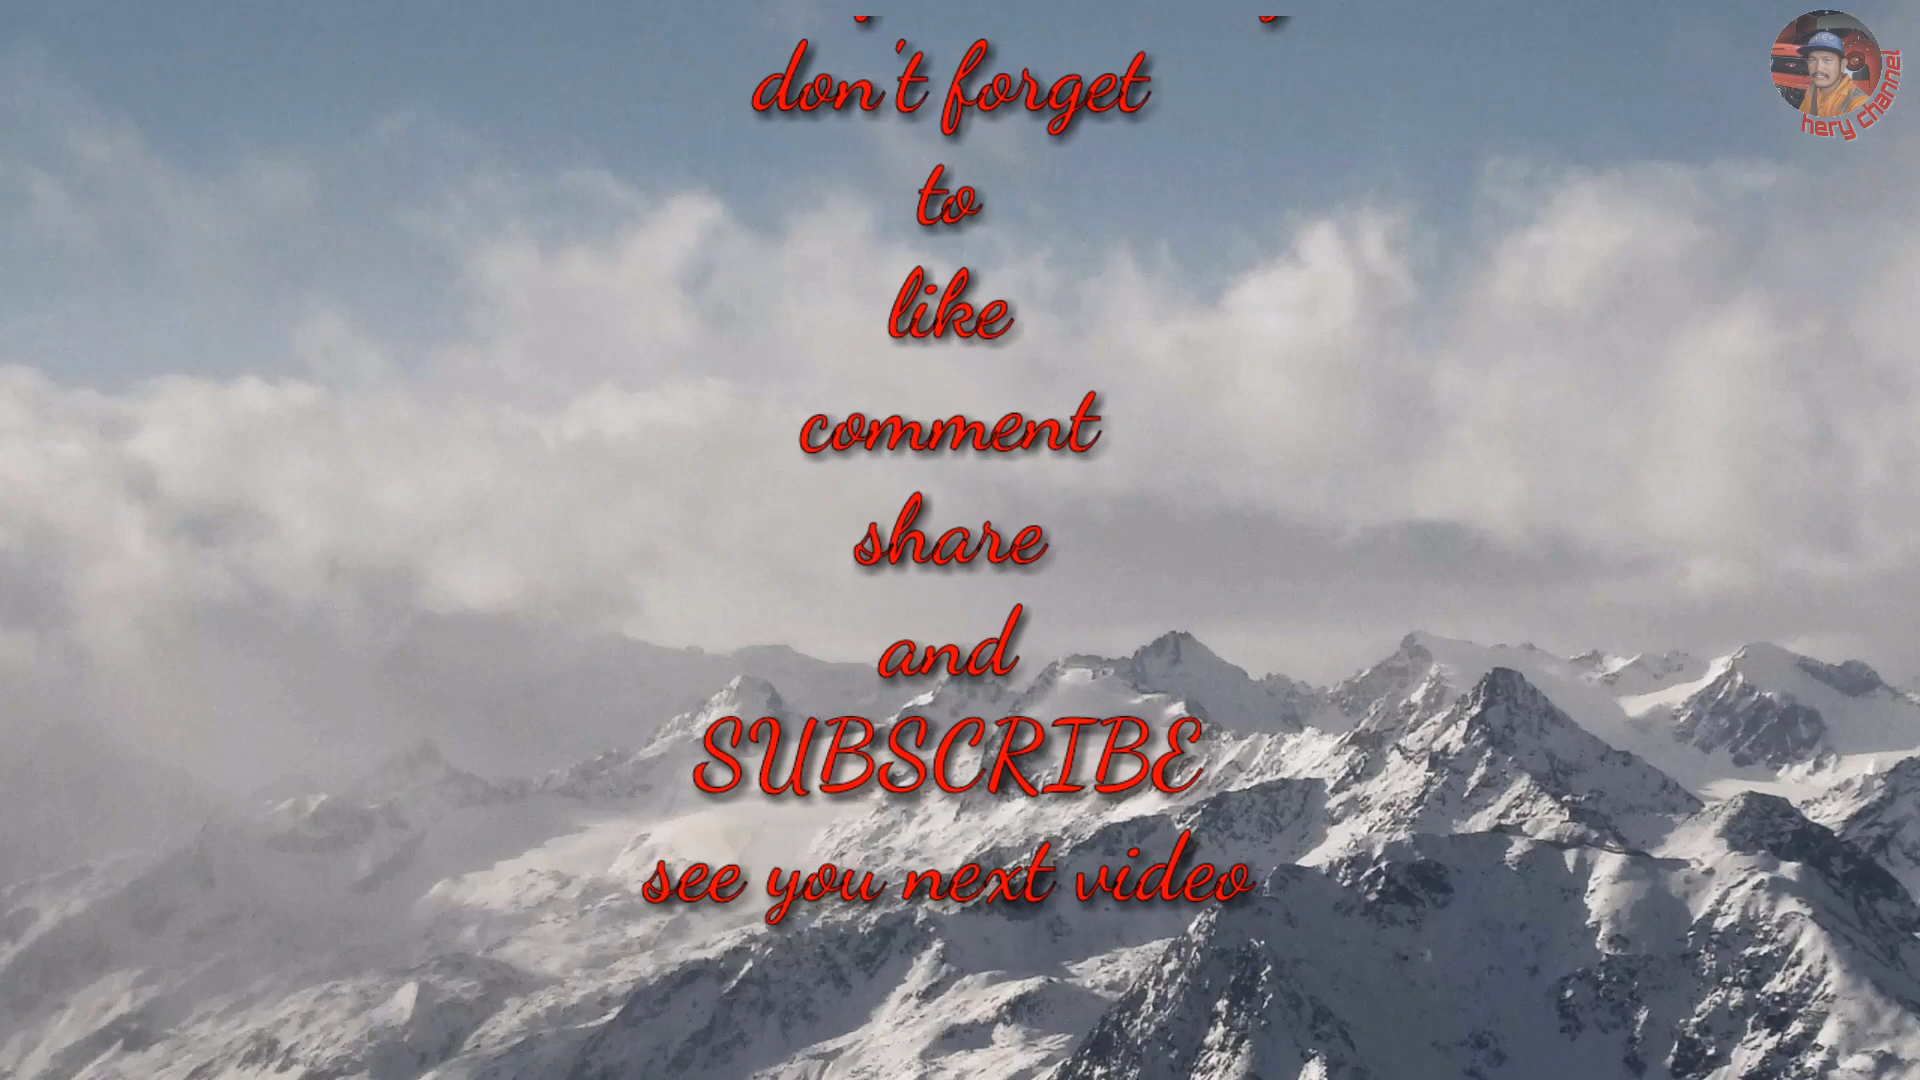 don't forget
to
like
comment
share
and
SUBSCRIBE
see you next video
hery channel